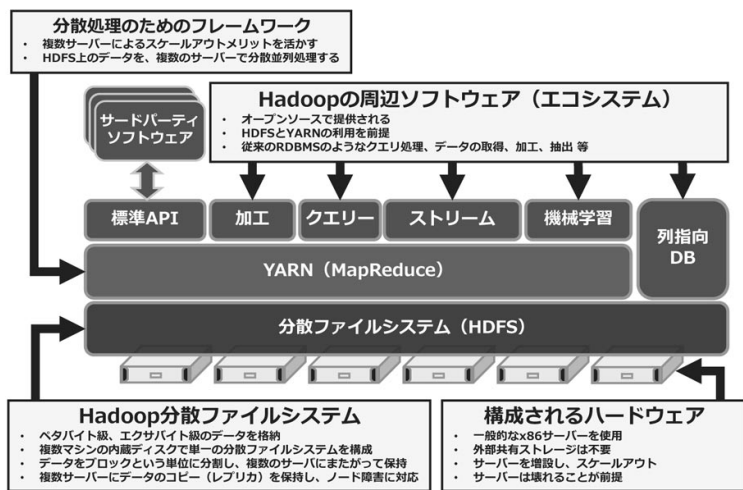 分散処理のためのフレームワーク
・ 複数サーバーによるスケールアウトメリットを活かす
・ HDFS上のデータを、複数のサーバーで分散並列処理する
サードパーティ
ソフトウェア
Hadoopの周辺ソフトウェア（エコシステム）
・ オープンソースで提供される
・ HDFSとYARNの利用を前提
・ 従来のRDBMSのようなクエリ処理、データの取得、加工、抽出 等
標準API
加工
クエリー
ストリーム
機械学習
列指向
DB
YARN（MapReduce）
分散ファイルシステム（HDFS）
Hadoop分散ファイルシステム
・ ペタバイト級、エクサバイト級のデータを格納
・ 複数マシンの内蔵ディスクで単一の分散ファイルシステムを構成
・ データをブロックという単位に分割し、複数のサーバにまたがって保持
・ 複数サーバーにデータのコピー（レプリカ）を保持し、ノード障害に対応
構成されるハードウェア
・ 一般的なx86サーバーを使用
・ 外部共有ストレージは不要
・ サーバーを増設し、スケールアウト
・ サーバーは壊れることが前提